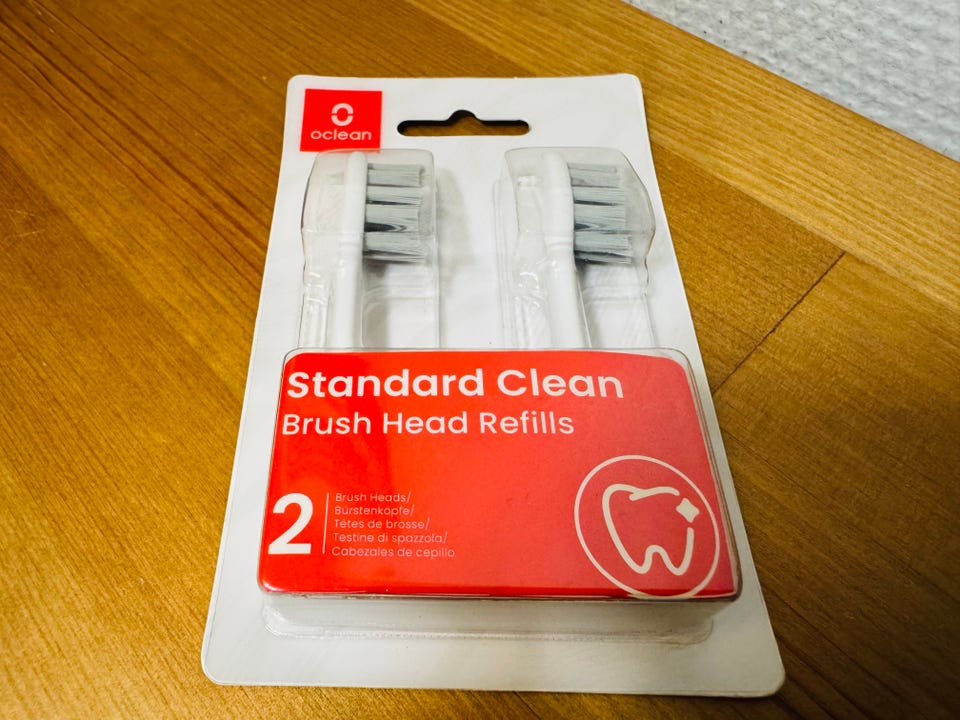 oclean
Standard Clean
Brush Head Refills
2
Brush Heads/
Bürstenköpfe/
Têtes de brosse/
Testine di spazzola/
Cabezales de cepillo